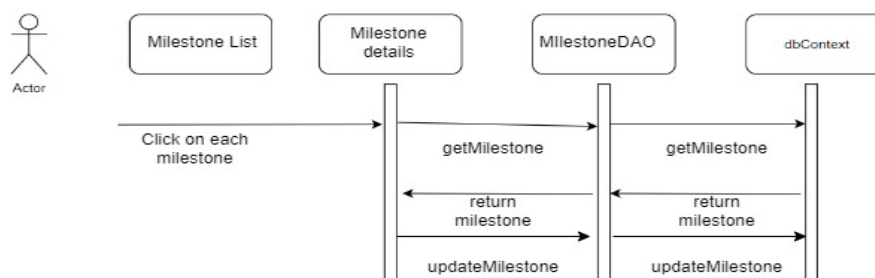 Milestone List
Milestone
details
MIlestoneDAO
dbContext
Actor
Click on each
milestone
getMilestone
getMilestone
return
milestone
return
milestone
updateMilestone
updateMilestone